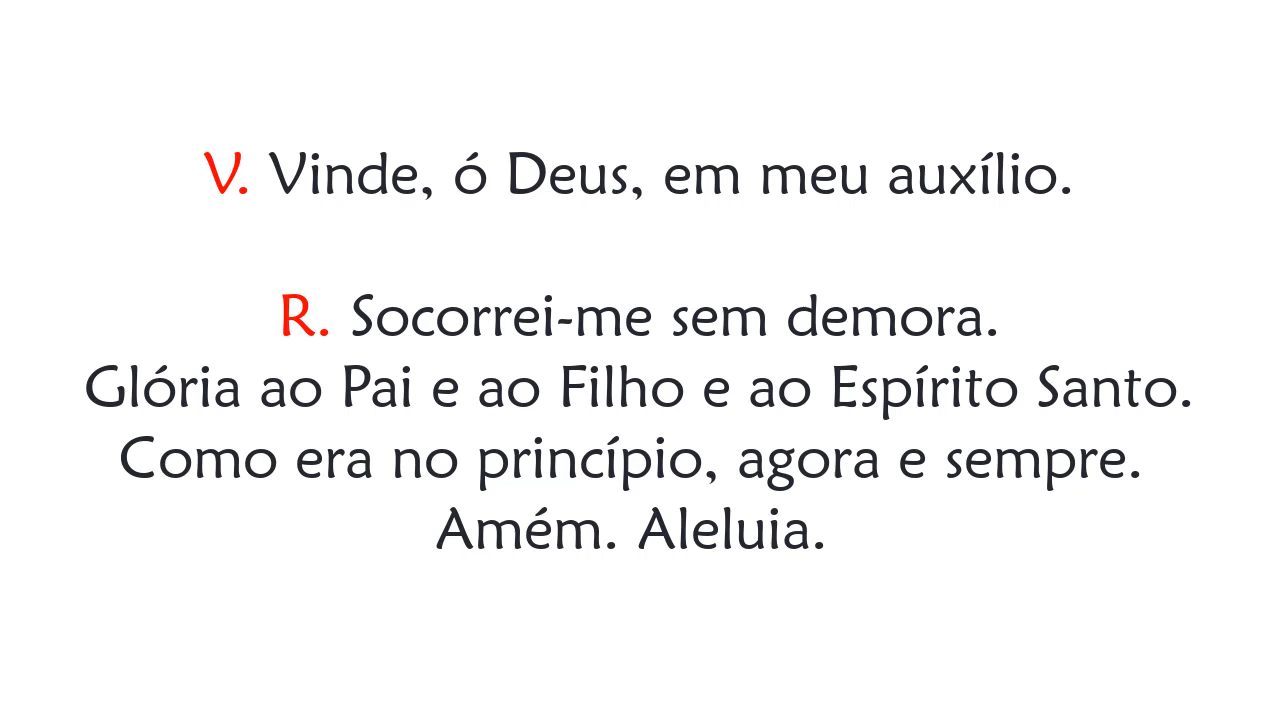 V. Vinde, ó Deus, em meu auxílio.
R. Socorrei-me sem demora.
Glória ao Pai e ao Filho e ao Espírito Santo.
Como era no princípio, agora e sempre.
Amém. Aleluia.